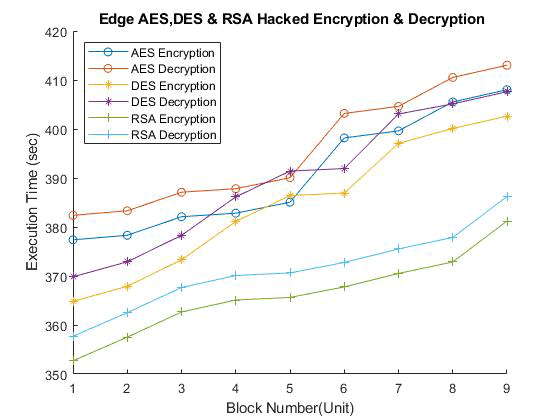 Edge AES,DES & RSA Hacked Encryption & Decryption
420
410
400
390
380
370
360
350
Execution Time (sec)
AES Encryption
AES Decryption
DES Encryption
DES Decryption
RSA Encryption
RSA Decryption
1 2 3 4 5 6 7 8 9
Block Number(Unit)